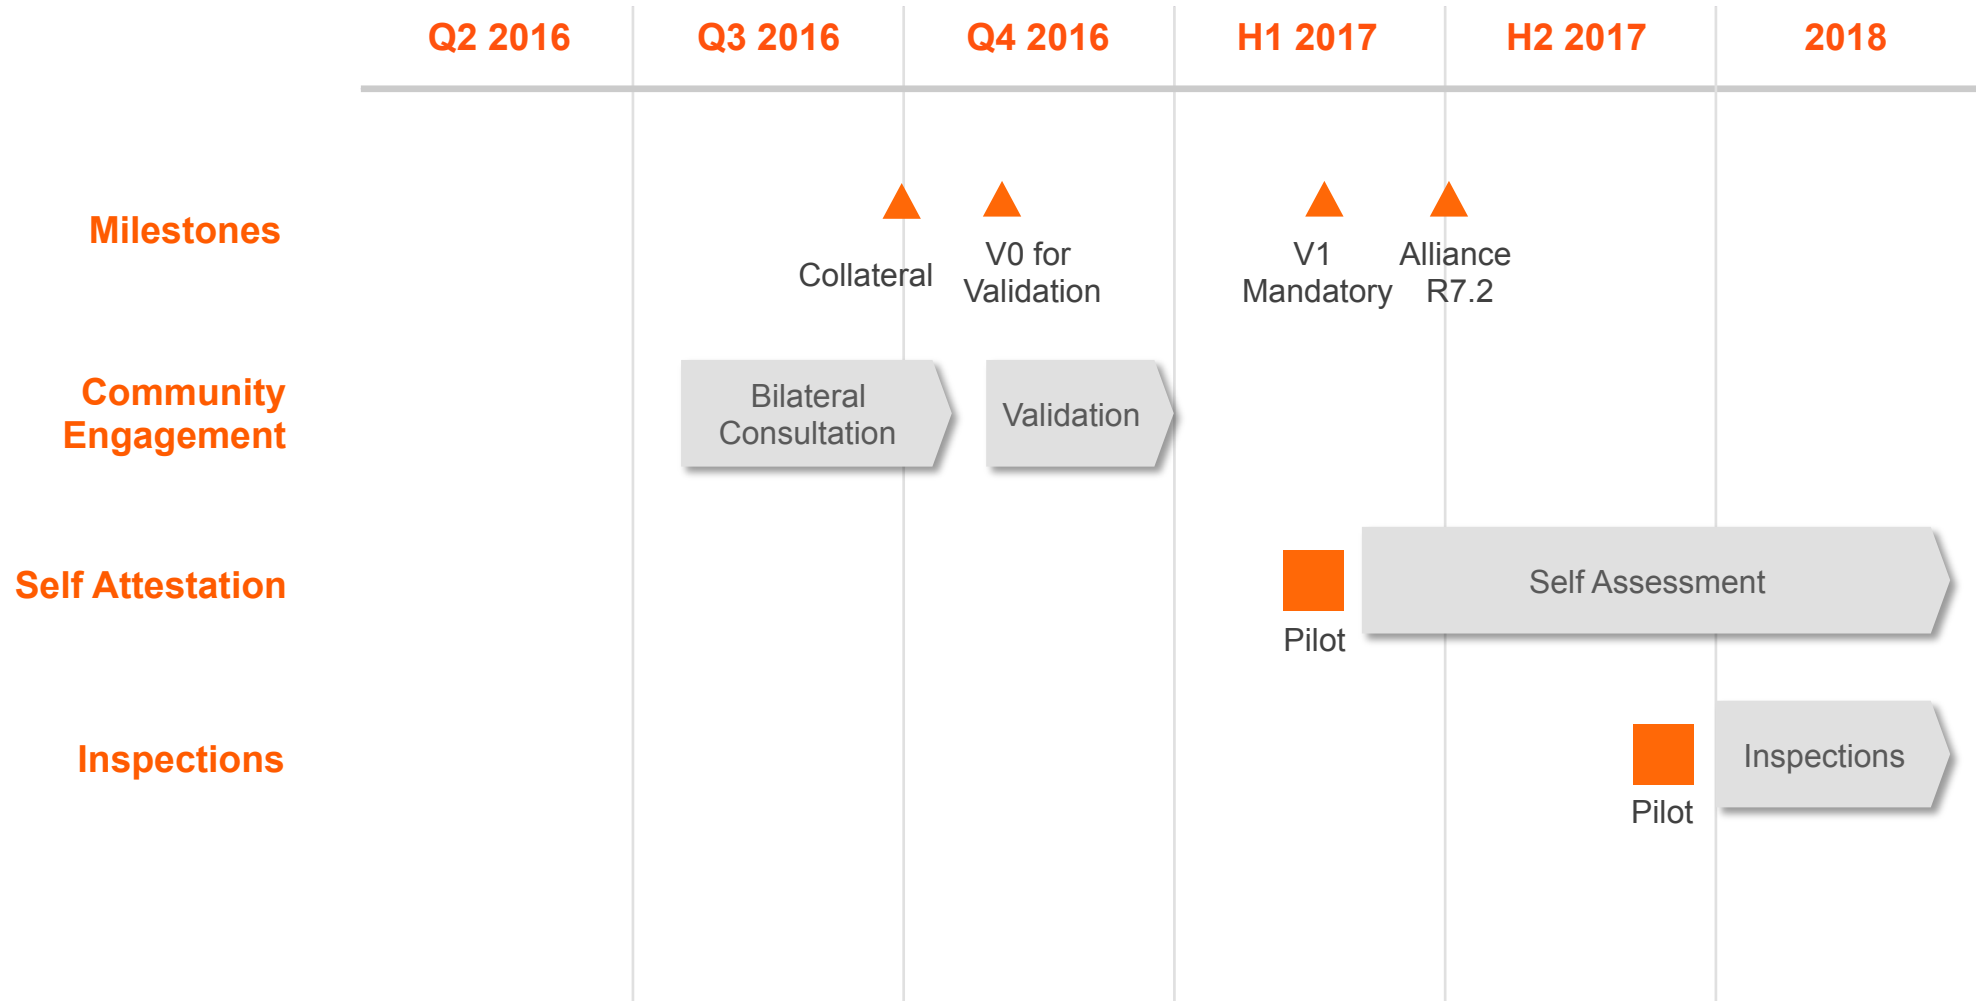 Q2 2016
Q3 2016
Q4 2016
H1 2017
H2 2017
2018
Milestones
Collateral
V0 for
Validation
V1
Mandatory
Alliance
R7.2
Community
Engagement
Bilateral
Consultation
Validation
Self Attestation
Pilot
Self Assessment
Inspections
Pilot
Inspections